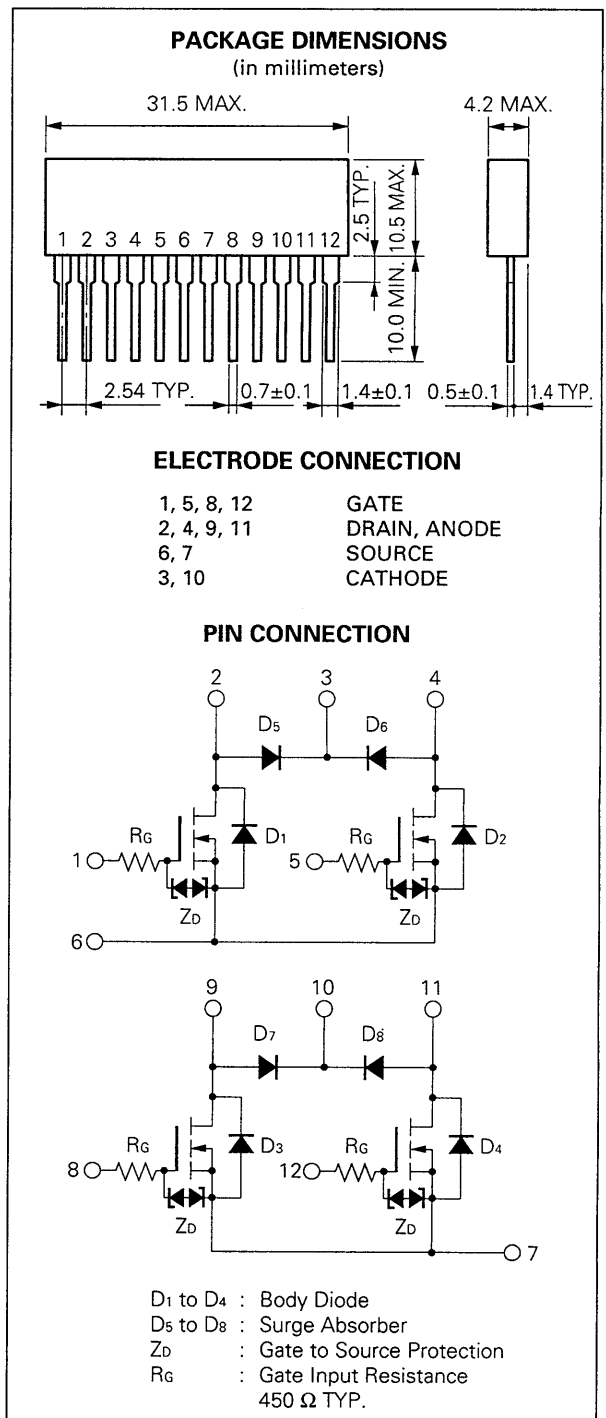 PACKAGE DIMENSIONS
(in millimeters)
31.5 MAX.
4.2 MAX.
2.5 TYP.
10.5 MAX.
10.0 MIN.
1 2 3 4 5 6 7 8 9 10 11 12
2.54 TYP.
0.7±0.1
1.4±0.1
0.5±0.1
1.4 TYP.
ELECTRODE CONNECTION
1, 5, 8, 12 GATE
2, 4, 9, 11 DRAIN, ANODE
6, 7 SOURCE
3, 10 CATHODE
PIN CONNECTION
2 3 4
D5 D6
RG D1 RG D2
1 5
ZD ZD
6
9 10 11
D7 D8
RG D3 RG D4
8 12
ZD ZD
7
D1 to D4 : Body Diode
D5 to D8 : Surge Absorber
ZD : Gate to Source Protection
RG : Gate Input Resistance
450 Ω TYP.